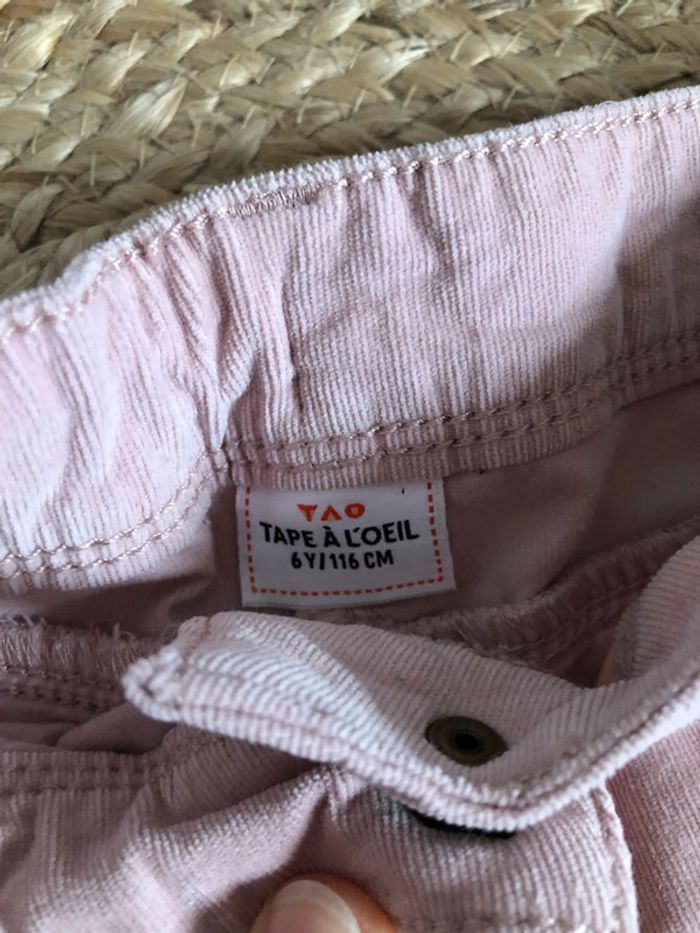 TAO
TAPE À L'OEIL
6Y/116 CM